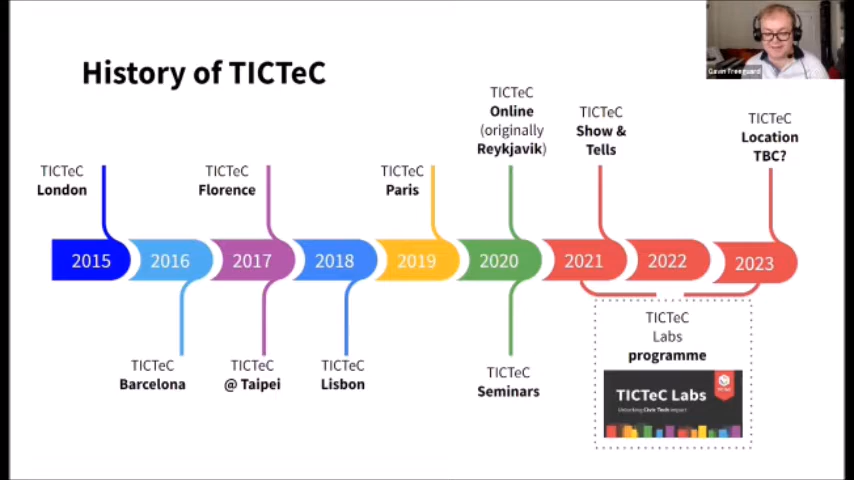 History of TICTeC
Gavin Freeguard
TICTeC
London
TICTeC
Florence
TICTeC
Paris
TICTeC
Online
(originally
Reykjavik)
TICTeC
Show &
Tells
TICTeC
Location
TBC?
2015
2016
2017
2018
2019
2020
2021
2022
2023
TICTeC
Barcelona
TICTeC
@ Taipei
TICTeC
Lisbon
TICTeC
Seminars
TICTeC
Labs
programme
TICTeC Labs
Unlocking Civic Tech impact